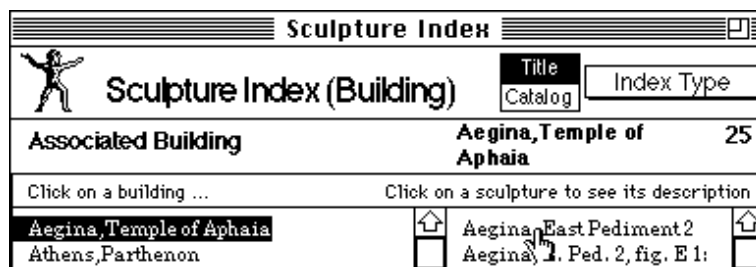 Sculpture Index
Sculpture Index (Building)
Title
Catalog
Index Type
Associated Building
Aegina,Temple of
Aphaia
25
Click on a building ...
Click on a sculpture to see its description
Aegina,Temple of Aphaia
Aegina, East Pediment 2
Athens,Parthenon
Aegina, Ped. 2, fig. E 1: